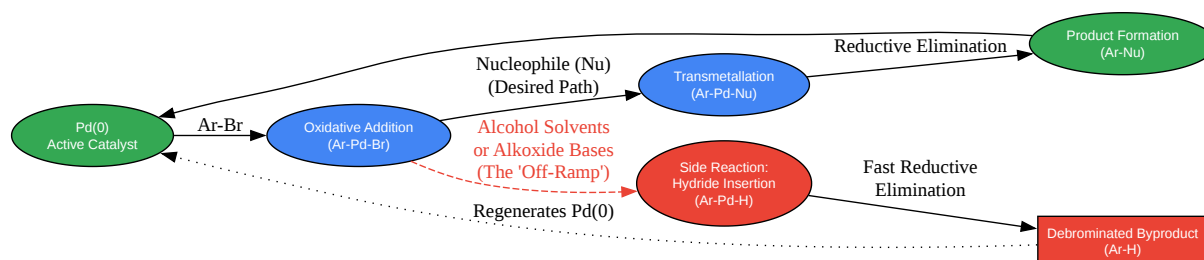 Product Formation
(Ar-Nu)
Reductive Elimination
Nucleophile (Nu)
(Desired Path)
Transmetallation
(Ar-Pd-Nu)
Ar-Br
Pd(0)
Active Catalyst
Oxidative Addition
(Ar-Pd-Br)
Alcohol Solvents
or Alkoxide Bases
(The 'Off-Ramp')
Side Reaction:
Hydride Insertion
(Ar-Pd-H)
Fast Reductive
Elimination
Regenerates Pd(0)
Debrominated Byproduct
(Ar-H)